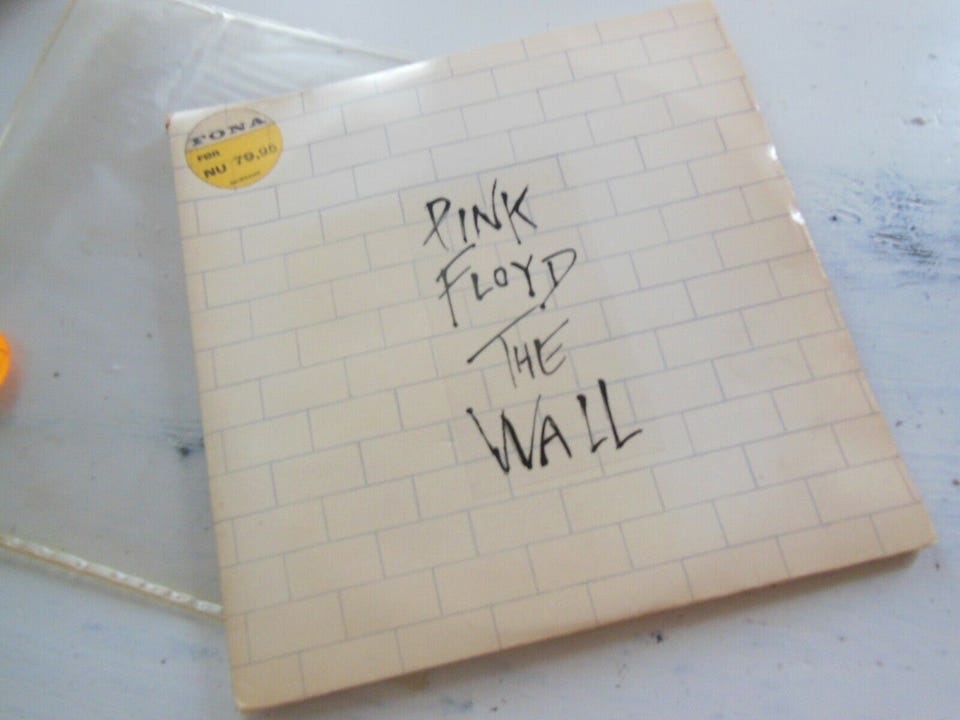 FONA
FØR
NU 79,95
PINK
FLOYD
THE
WALL